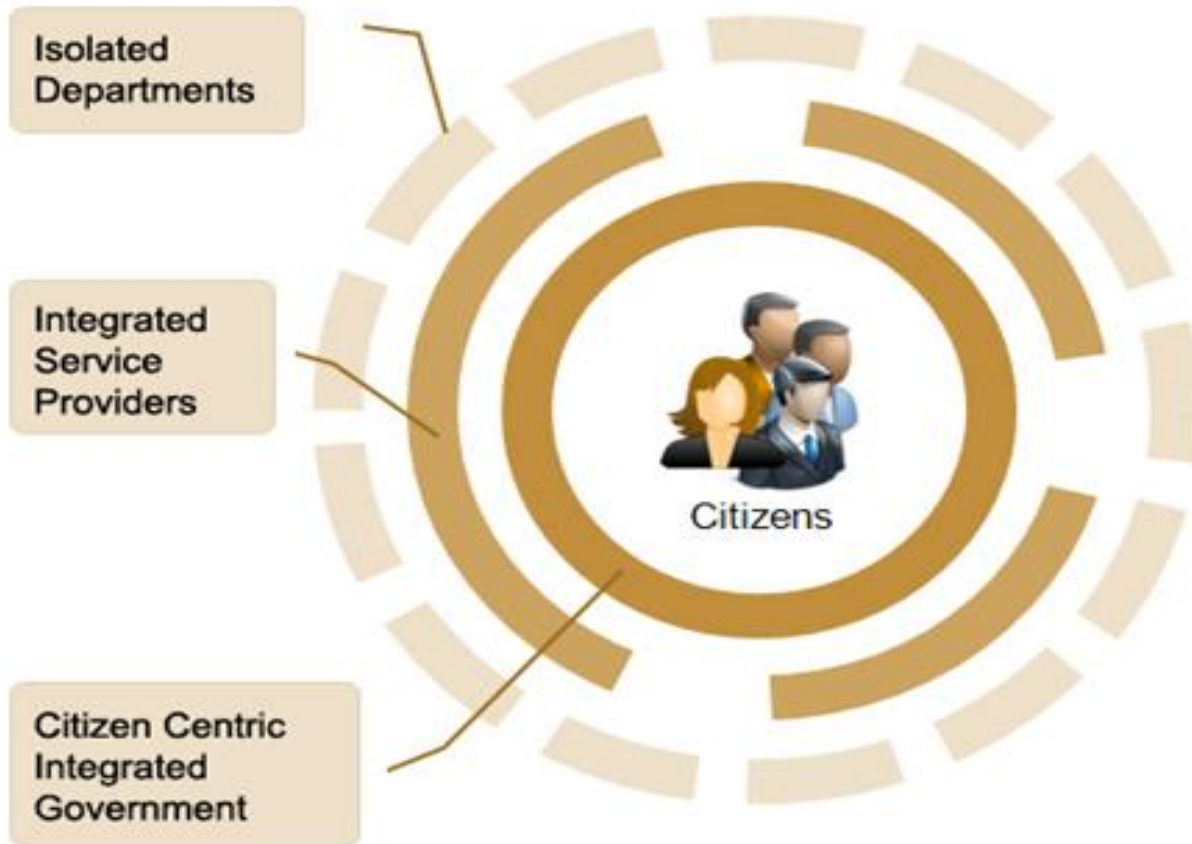 Isolated
Departments
Integrated
Service
Providers
Citizens
Citizen Centric
Integrated
Government